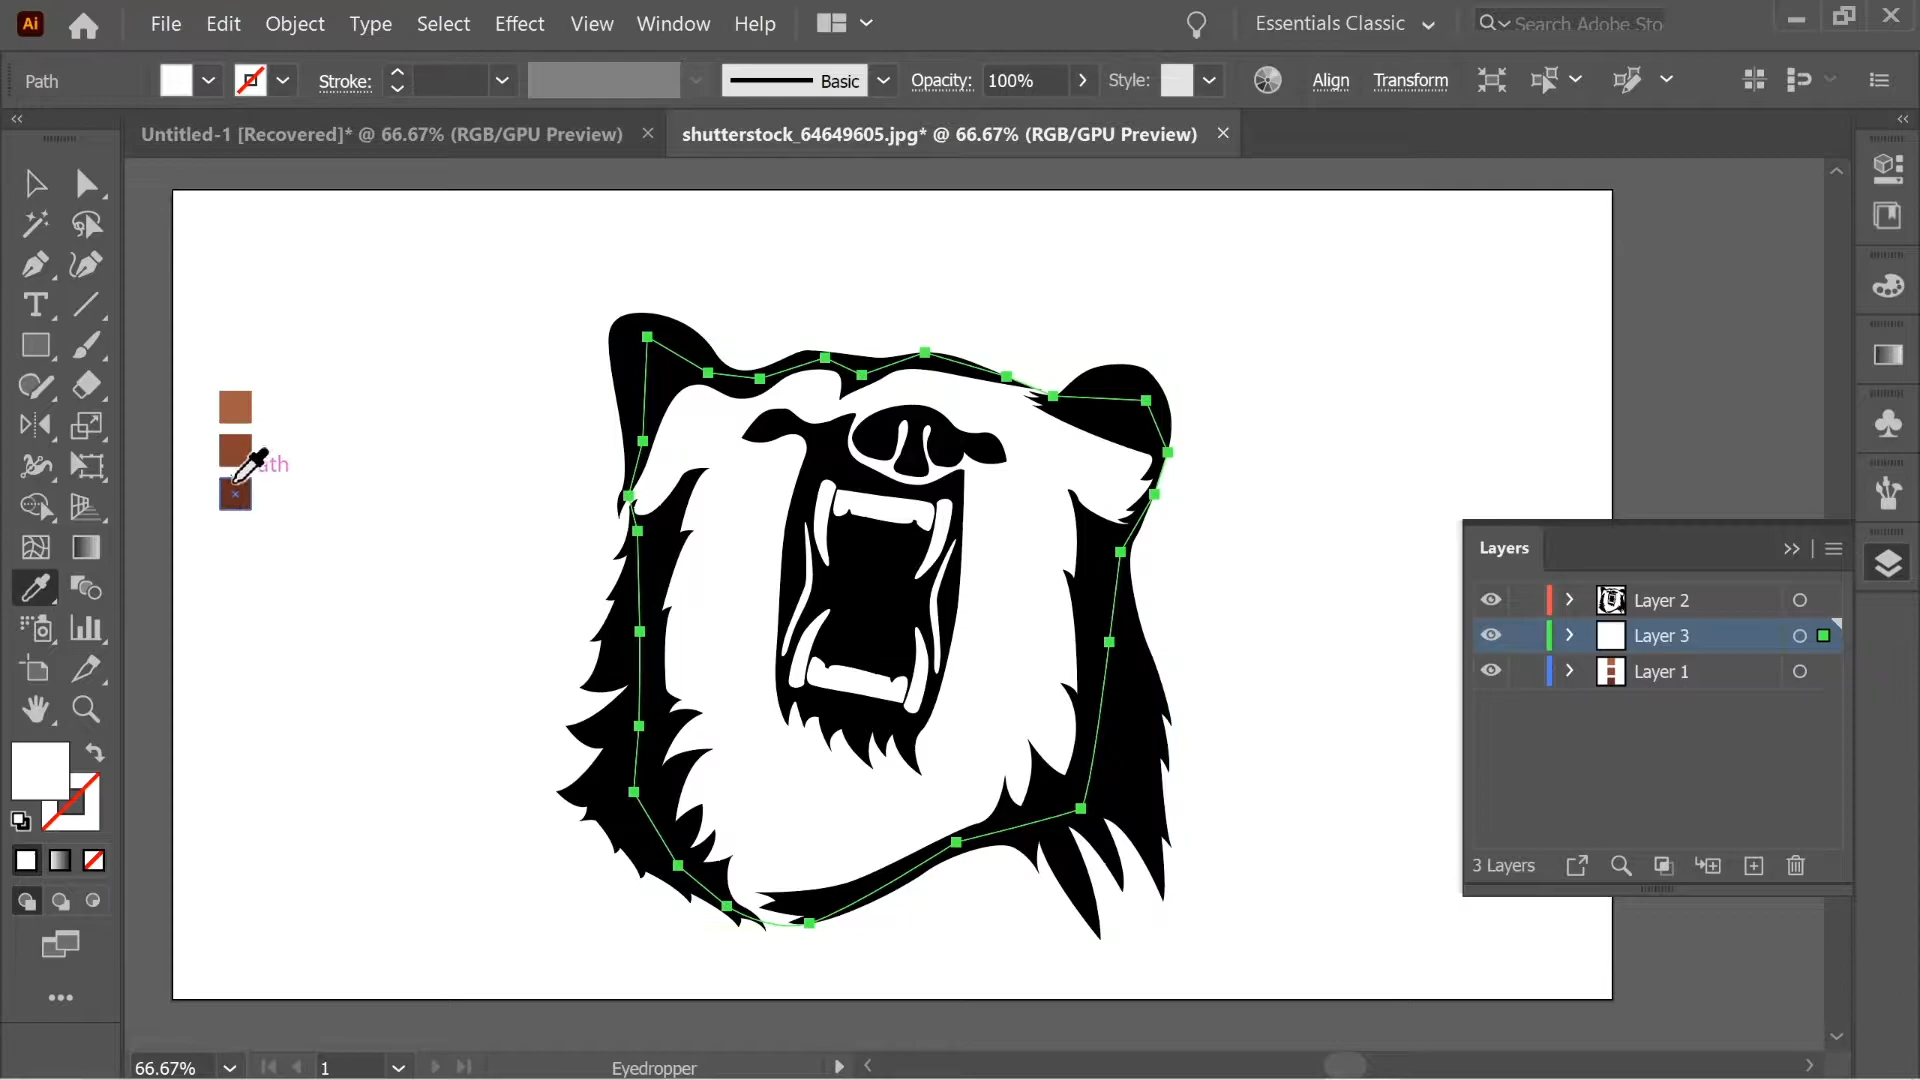 Ai File Edit Object Type Select Effect View Window Help Essentials Classic Search Adobe Sto
Path Stroke: Basic Opacity: 100% Style: Align Transform
Untitled-1 [Recovered]* @ 66.67% (RGB/GPU Preview) shutterstock_64649605.jpg* @ 66.67% (RGB/GPU Preview)
Layers
Layer 2
Layer 3
Layer 1
3 Layers
66.67% 1 Eyedropper